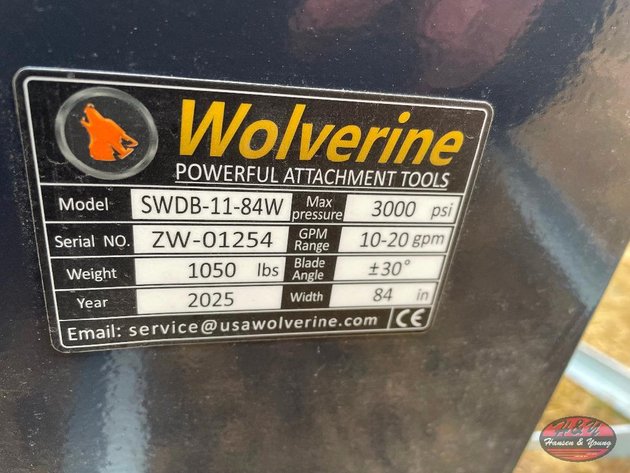 Wolverine
POWERFUL ATTACHMENT TOOLS
Model SWDB-11-84W Max pressure 3000 psi
Serial NO. ZW-01254 GPM Range 10-20 gpm
Weight 1050 lbs Blade Angle ±30°
Year 2025 Width 84 in
Email: service@usawolverine.com CE
H&Y
Hansen & Young